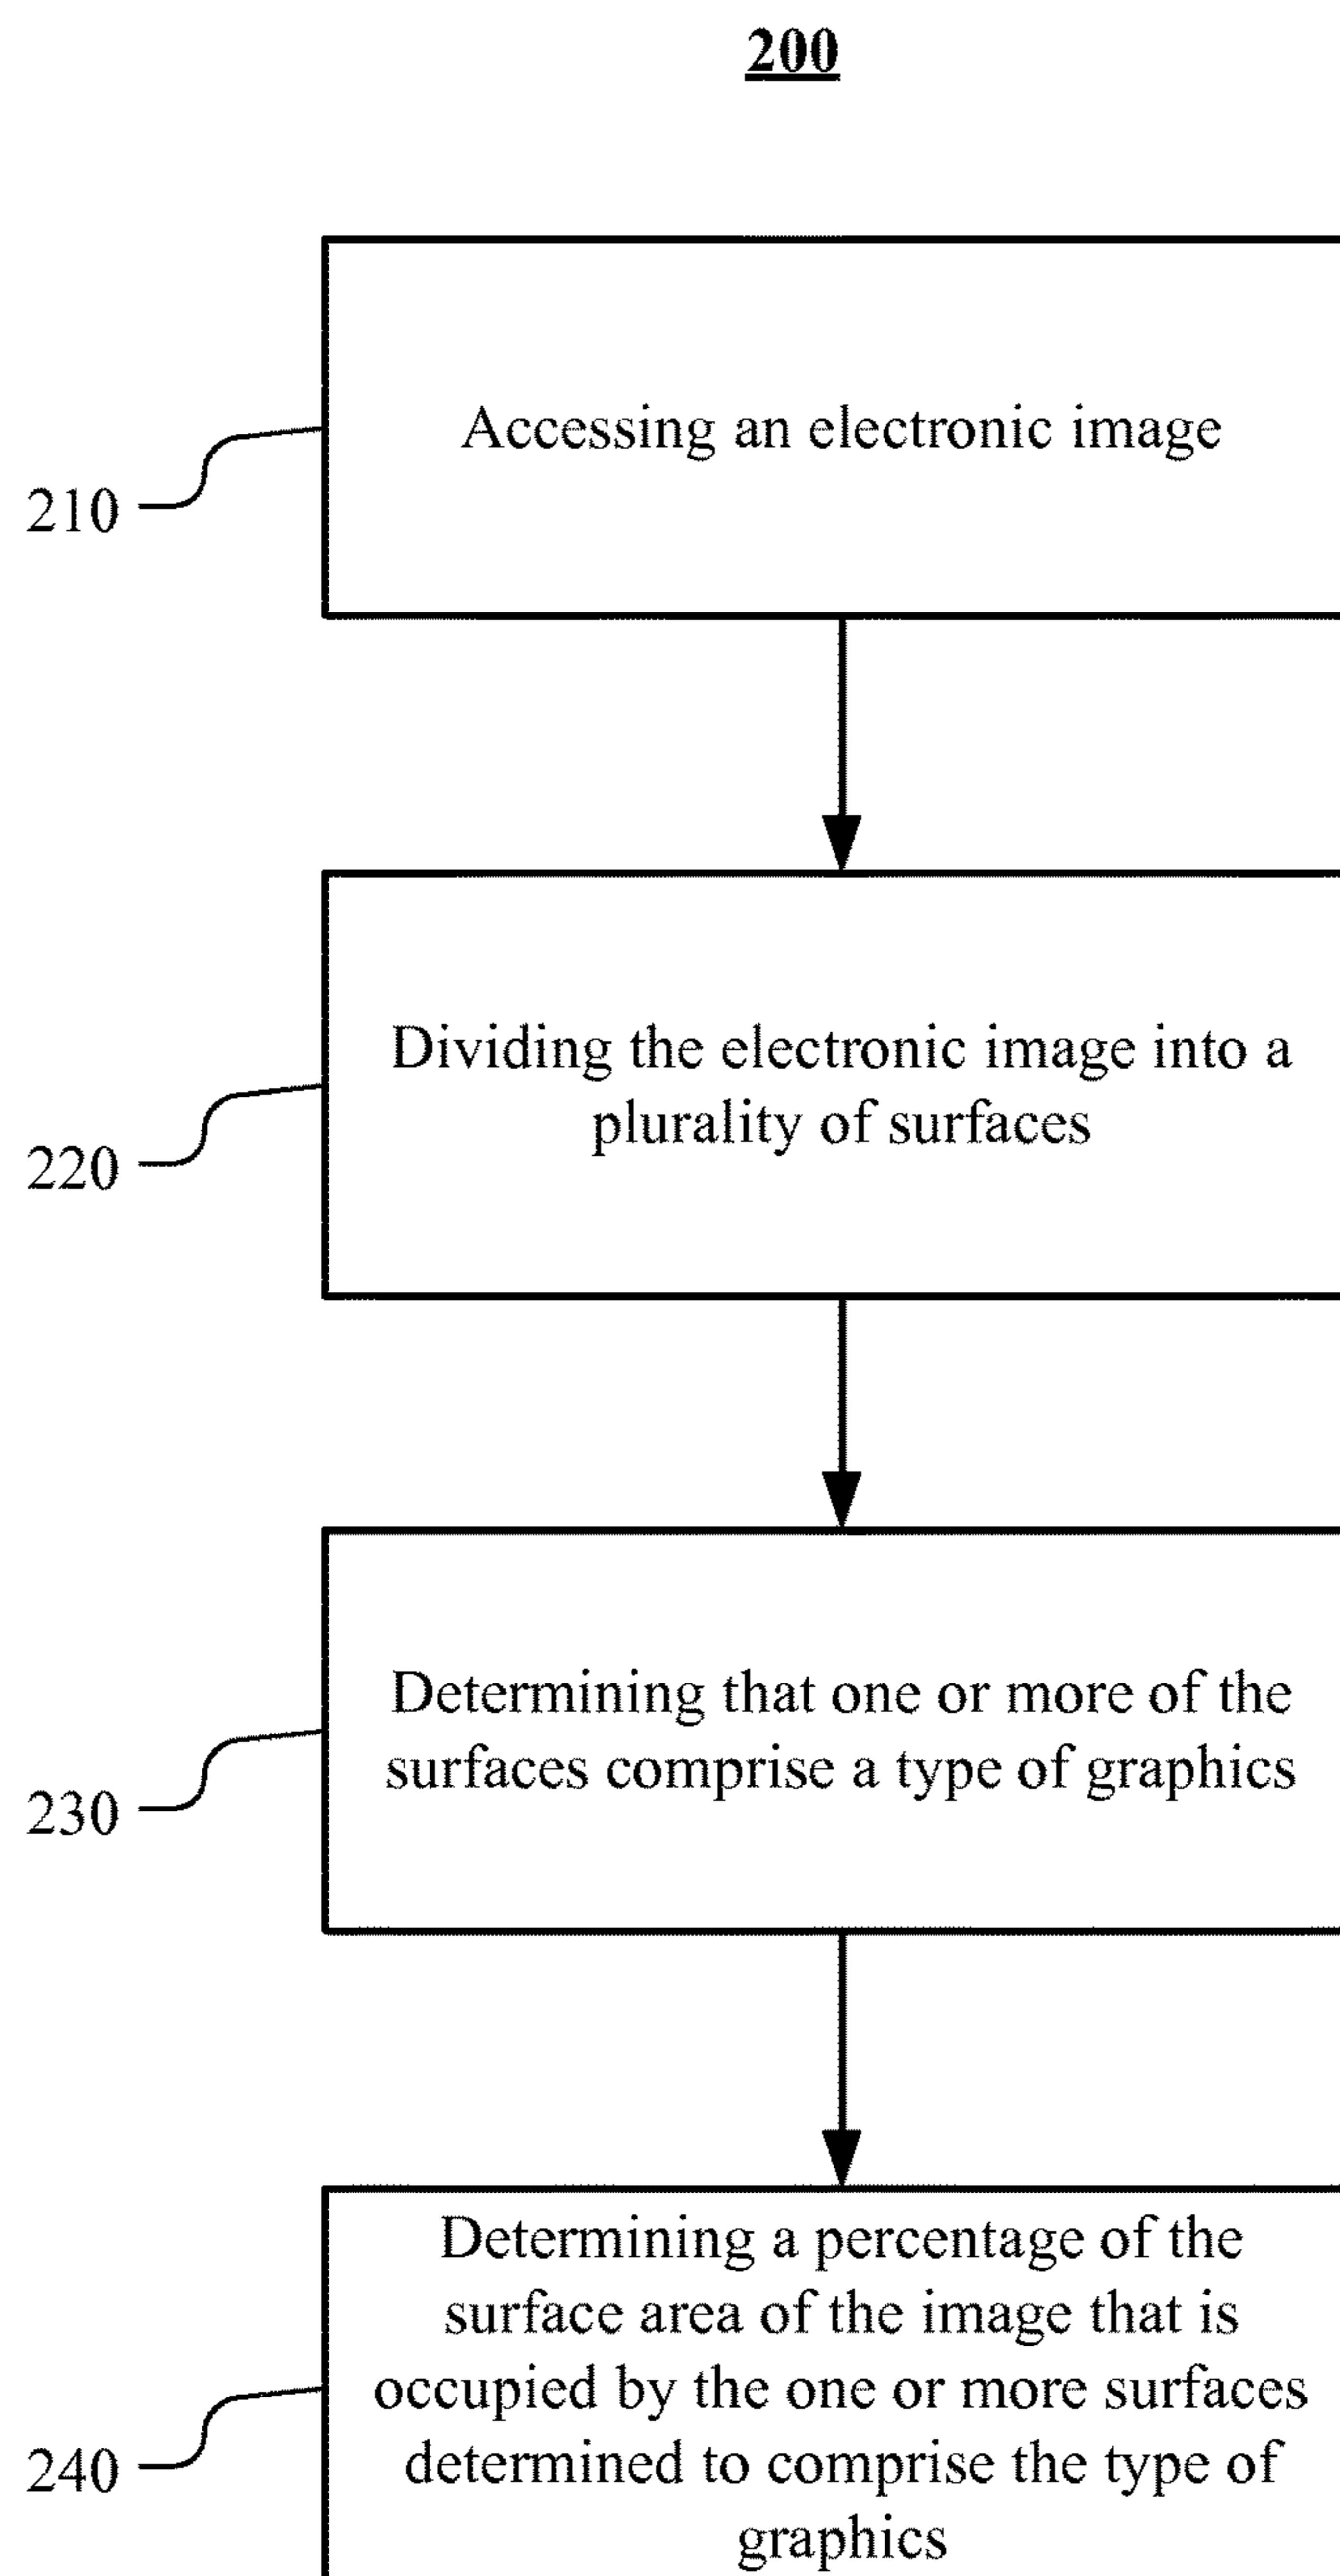 200
Accessing an electronic image
210
Dividing the electronic image into a
plurality of surfaces
220
Determining that one or more of the
surfaces comprise a type of graphics
230
Determining a percentage of the
surface area of the image that is
occupied by the one or more surfaces
determined to comprise the type of
graphics
240